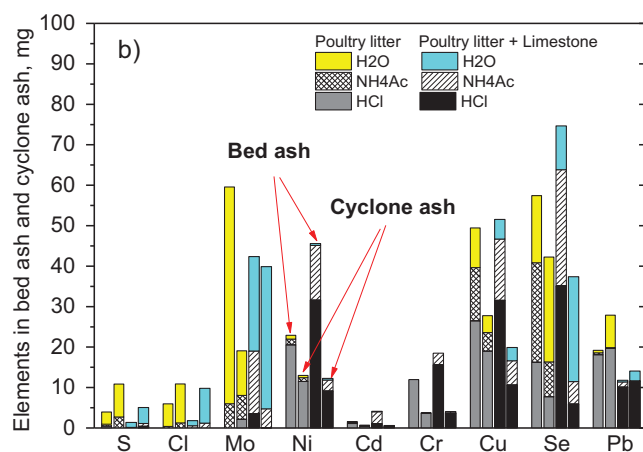 100
90
80
70
60
50
40
30
20
10
0
Elements in bed ash and cyclone ash, mg
b)
Poultry litter Poultry litter + Limestone
H2O H2O
NH4Ac NH4Ac
HCl HCl
Bed ash
Cyclone ash
S Cl Mo Ni Cd Cr Cu Se Pb